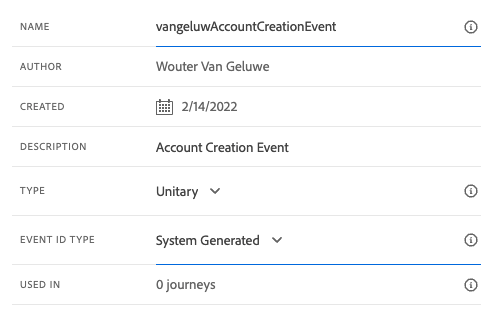 NAME vangeluwAccountCreationEvent
AUTHOR Wouter Van Geluwe
CREATED 2/14/2022
DESCRIPTION Account Creation Event
TYPE Unitary
EVENT ID TYPE System Generated
USED IN 0 journeys